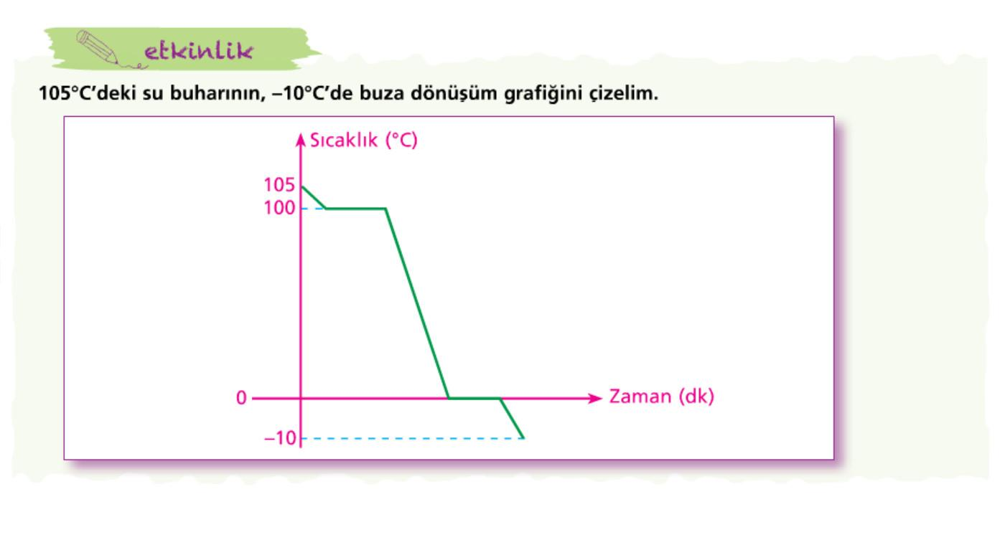 etkinlik
105°C'deki su buharının, –10°C'de buza dönüşüm grafiğini çizelim.
Sıcaklık (°C)
105
100
0
Zaman (dk)
–10